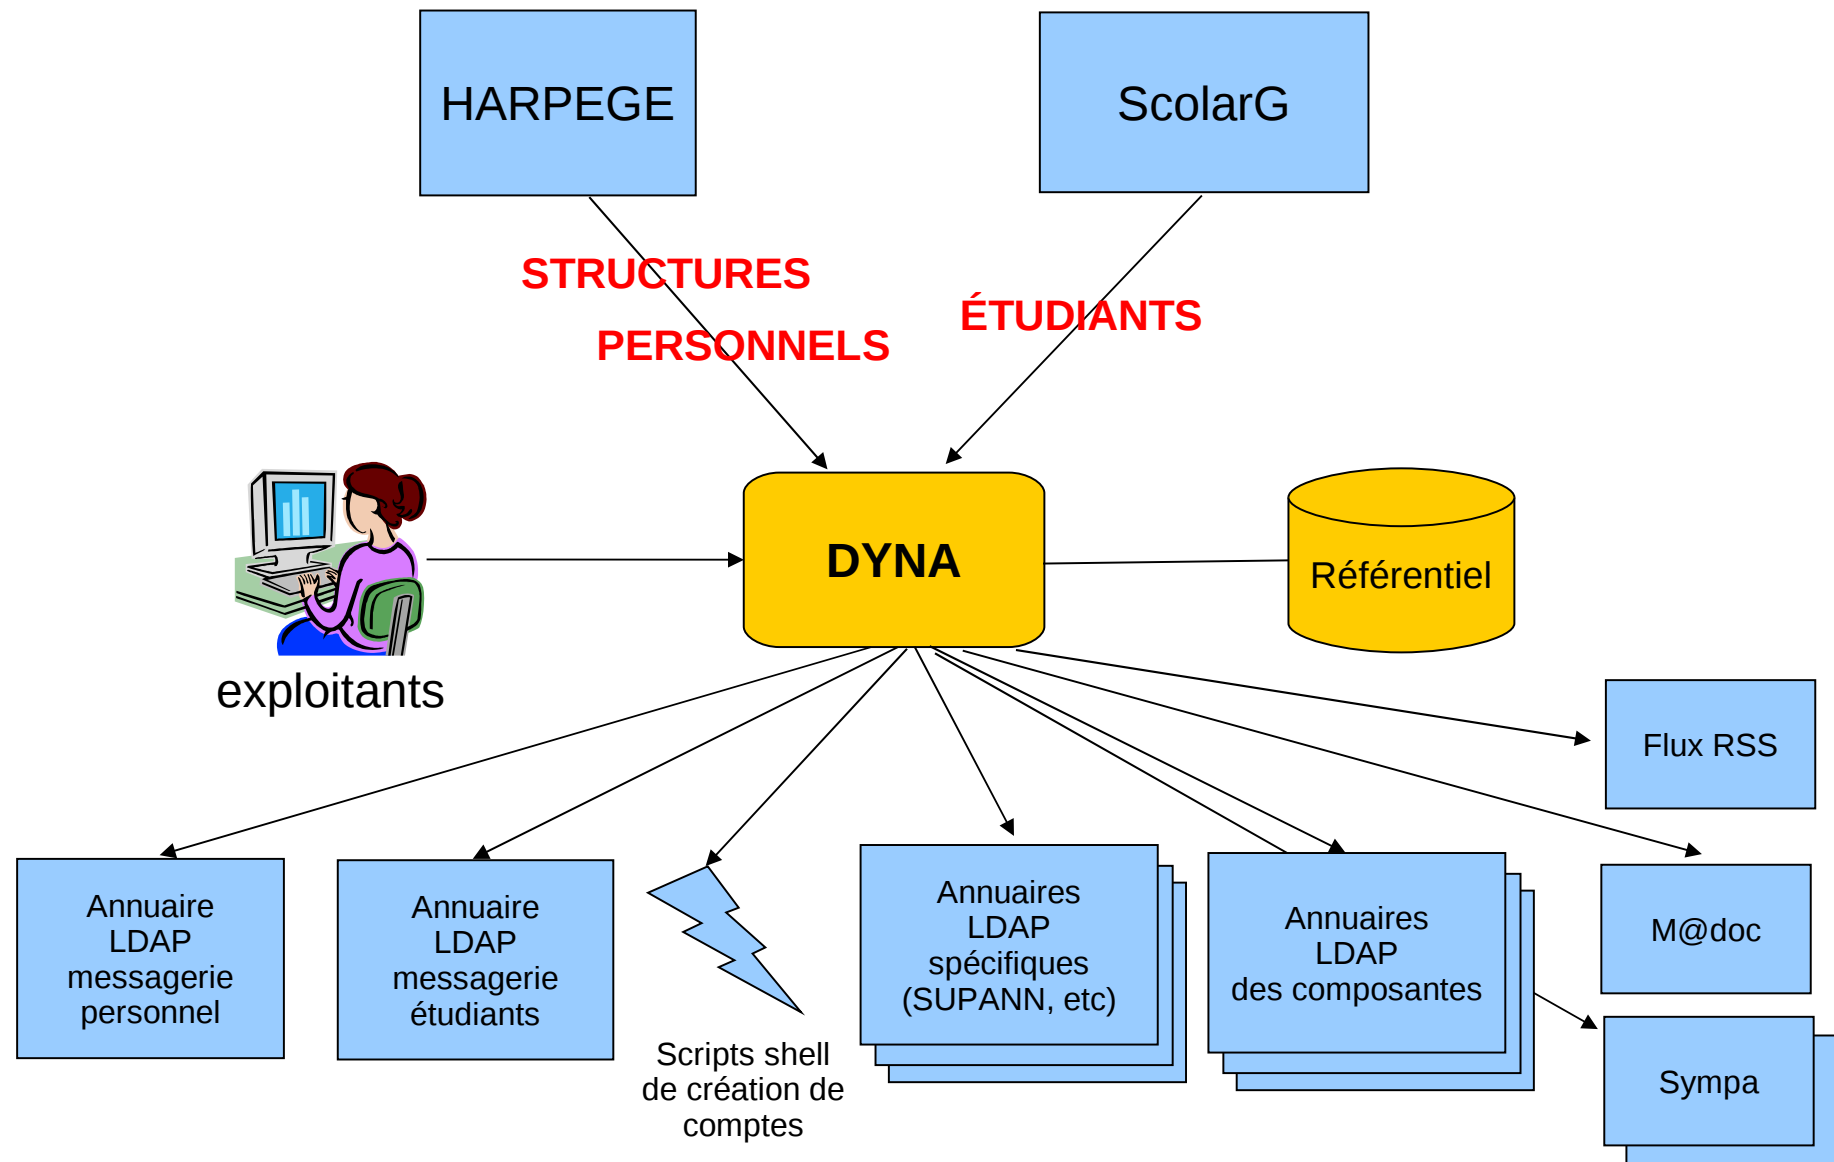 HARPEGE
ScolarG
STRUCTURES
ÉTUDIANTS
PERSONNELS
DYNA
Référentiel
exploitants
Flux RSS
Annuaire
LDAP
messagerie
personnel
Annuaire
LDAP
messagerie
étudiants
Scripts shell
de création de
comptes
Annuaires
LDAP
spécifiques
(SUPANN, etc)
Annuaires
LDAP
des composantes
M@doc
Sympa